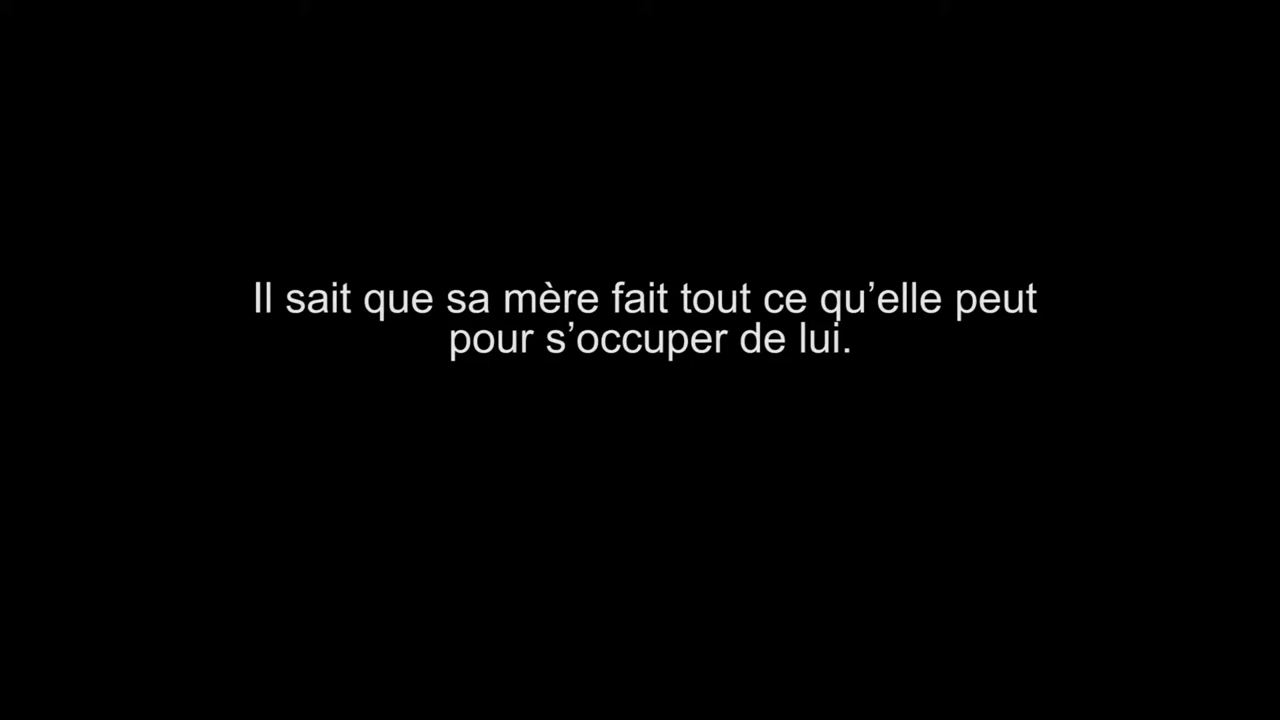 Il sait que sa mère fait tout ce qu’elle peut
pour s’occuper de lui.